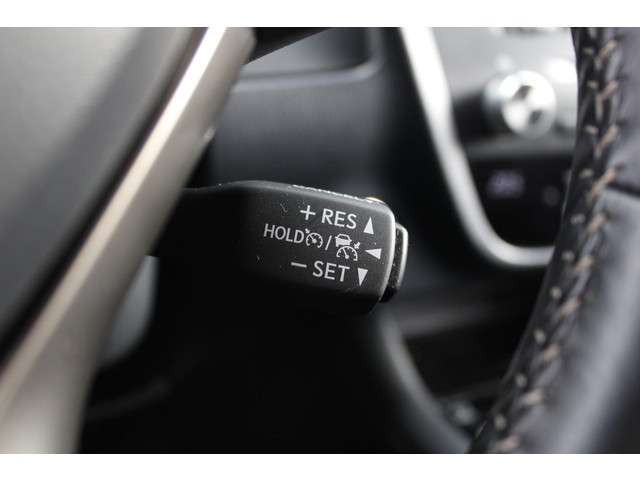 + RES ▲
HOLD / ◄
− SET ▼